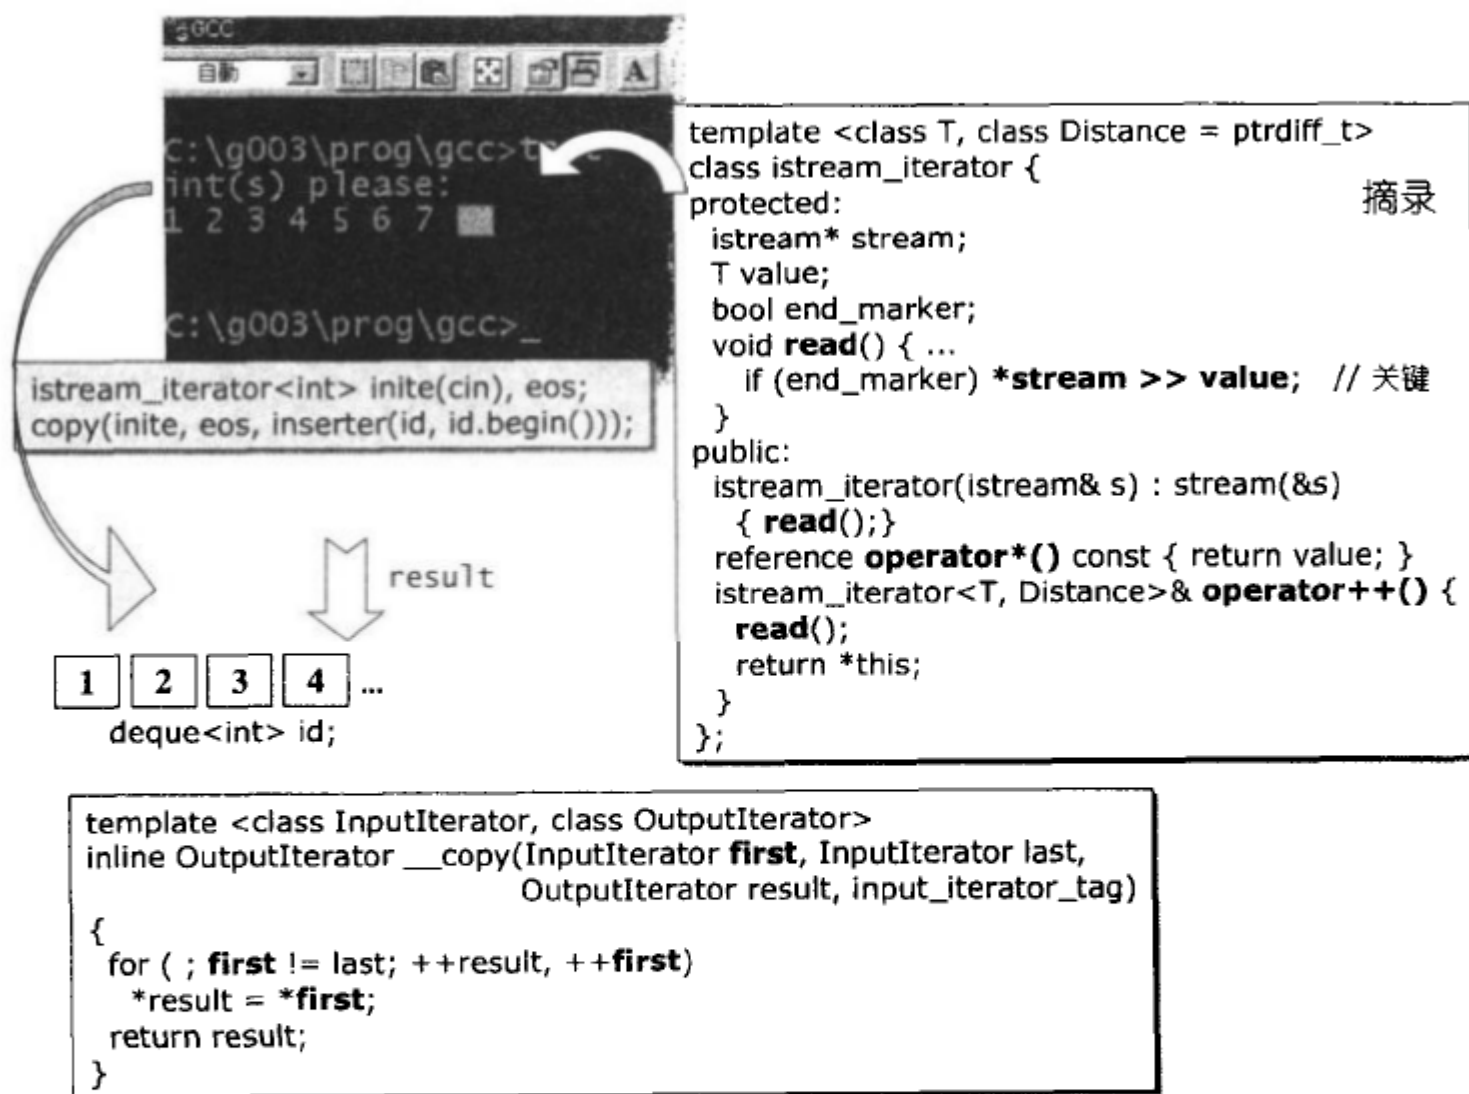 GCC
自動
A
C:\g003\prog\gcc>test
int(s) please:
1 2 3 4 5 6 7
C:\g003\prog\gcc>_
istream_iterator<int> inite(cin), eos;
copy(inite, eos, inserter(id, id.begin()));
result
1 2 3 4 ...
deque<int> id;
template <class T, class Distance = ptrdiff_t>
class istream_iterator {
摘录
protected:
istream* stream;
T value;
bool end_marker;
void read() { ...
if (end_marker) *stream >> value; // 关键
}
public:
istream_iterator(istream& s) : stream(&s)
{ read();}
reference operator*() const { return value; }
istream_iterator<T, Distance>& operator++() {
read();
return *this;
}
};
template <class InputIterator, class OutputIterator>
inline OutputIterator __copy(InputIterator first, InputIterator last,
OutputIterator result, input_iterator_tag)
{
for ( ; first != last; ++result, ++first)
*result = *first;
return result;
}